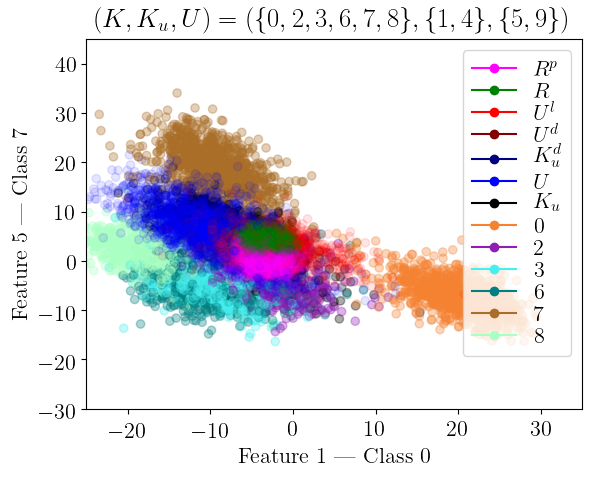 (K, K_u, U) = ({0, 2, 3, 6, 7, 8}, {1, 4}, {5, 9})
Feature 5 — Class 7
40
30
20
10
0
−10
−20
−30
R^p
R
U^l
U^d
K_u^d
U
K_u
0
2
3
6
7
8
−20
−10
0
10
20
30
Feature 1 — Class 0